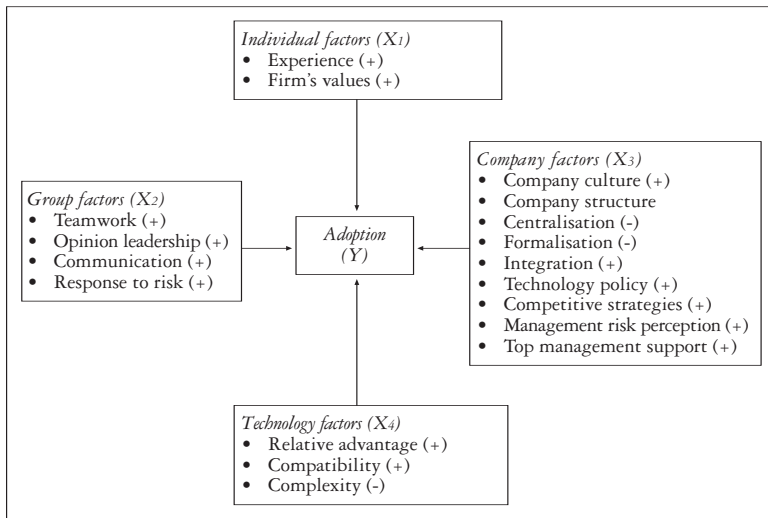 Individual factors (X1)
• Experience (+)
• Firm's values (+)
Group factors (X2)
• Teamwork (+)
• Opinion leadership (+)
• Communication (+)
• Response to risk (+)
Adoption
(Y)
Company factors (X3)
• Company culture (+)
• Company structure
• Centralisation (-)
• Formalisation (-)
• Integration (+)
• Technology policy (+)
• Competitive strategies (+)
• Management risk perception (+)
• Top management support (+)
Technology factors (X4)
• Relative advantage (+)
• Compatibility (+)
• Complexity (-)